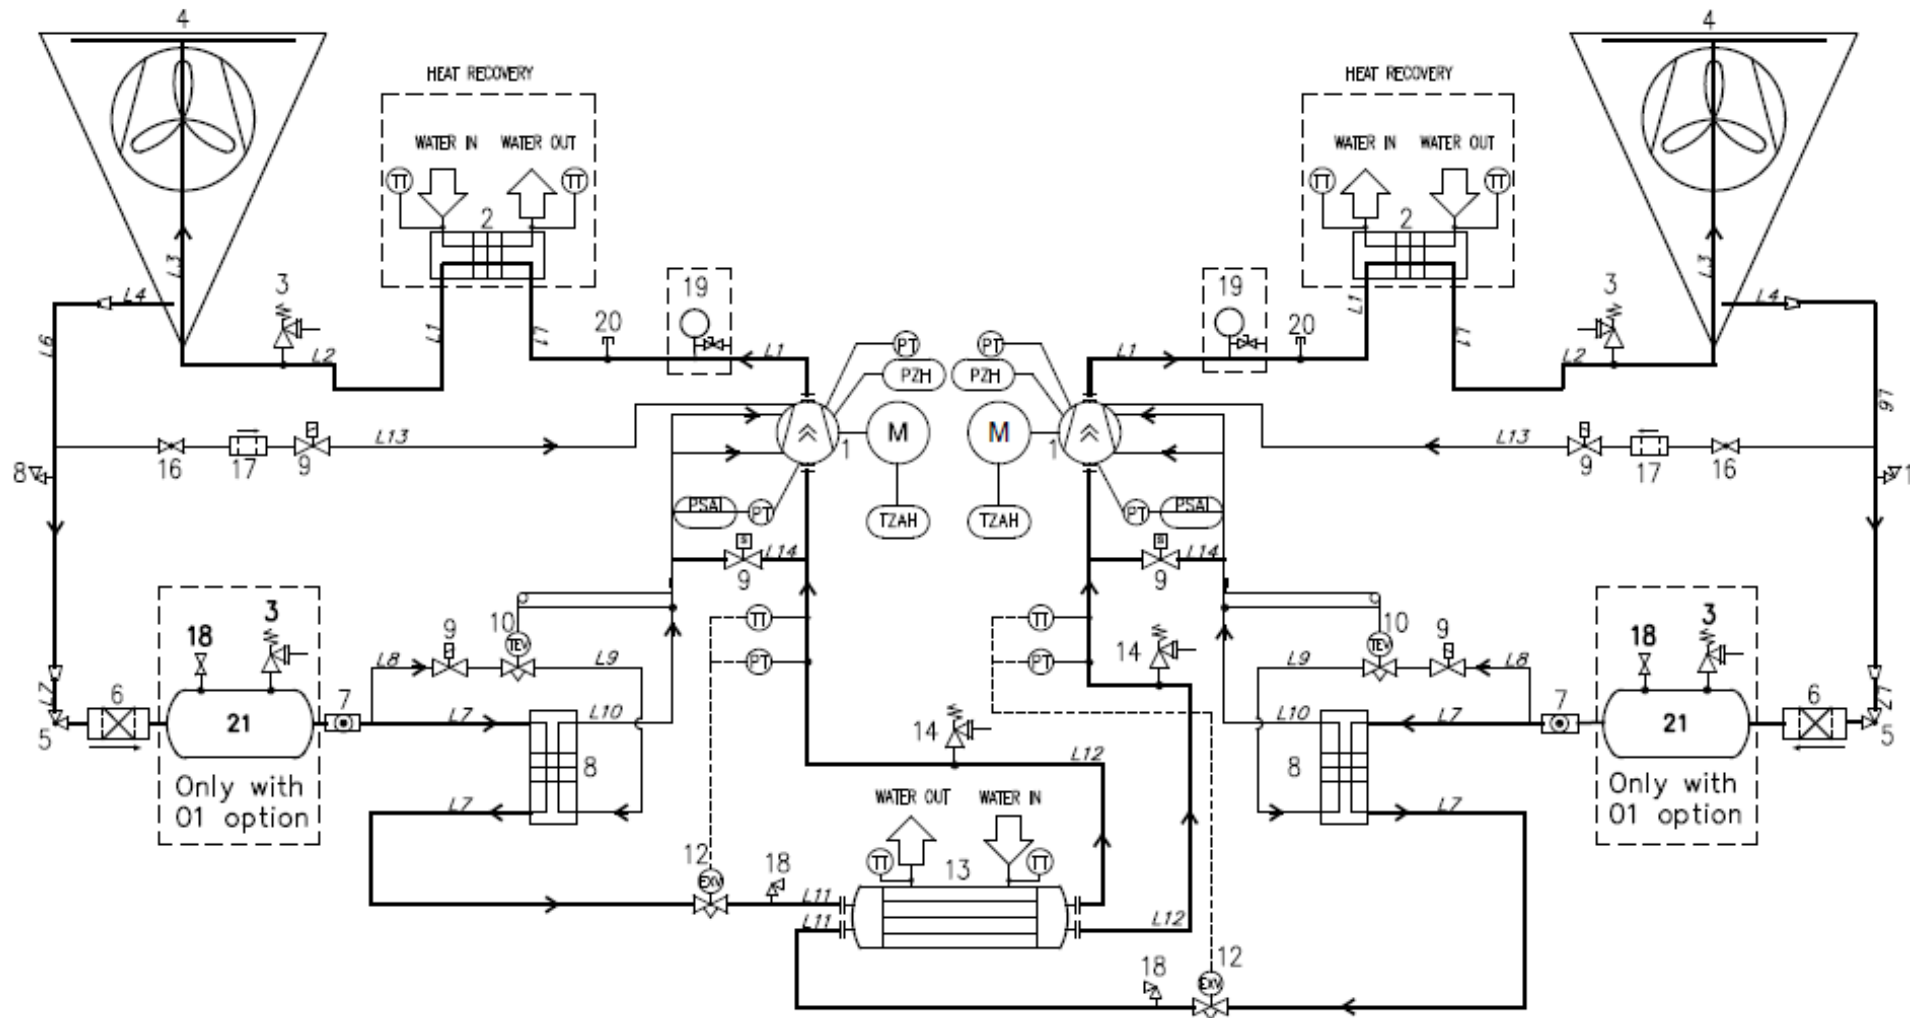 4
4
HEAT RECOVERY
HEAT RECOVERY
WATER IN WATER OUT
WATER IN WATER OUT
TT TT
TT TT
2
2
L3
L3
L4
L4
3
3
19
19
L6
L6
L1
L1
L1
L1
20
20
L2
L2
PT PT
PZH PZH
L13
L13
M M
1
1
16 17 9
9 17 16
8
1
PSAL PT
PT PSAL
TZAH TZAH
L14
L14
9
9
3
3
18
18
10
10
9
9
TEV
TEV
TT
TT
14
PT
PT
L8 L9
L9 L8
6
6
7
7
5
5
21
21
L7 L10
L10 L7
14
8
8
L12
Only with
O1 option
Only with
O1 option
L7
L7
WATER OUT WATER IN
TT 13 TT
12
EXV
18
L11
L11
L12
18
12
EXV